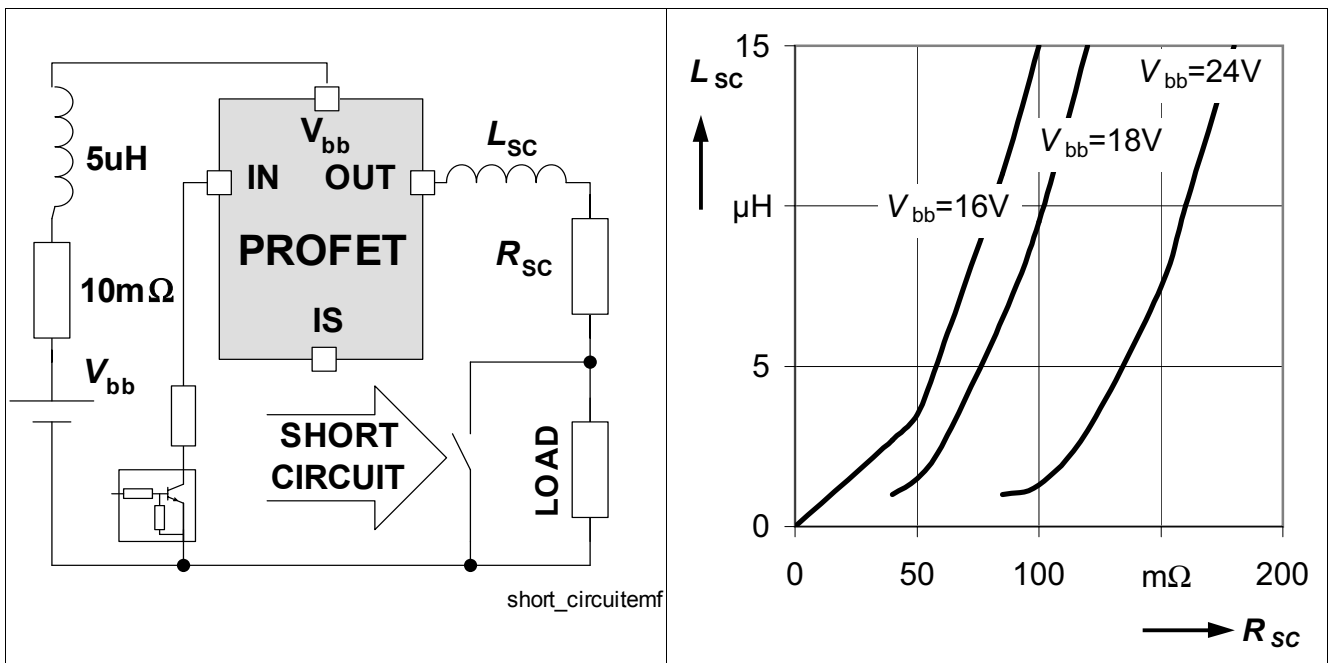 V bb
L SC
5uH
IN
OUT
PROFET
R SC
10mΩ
IS
V bb
SHORT
CIRCUIT
LOAD
short_circuitemf
15
L SC
V bb=24V
V bb=18V
µH
V bb=16V
5
0
0
50
100
mΩ
200
R SC